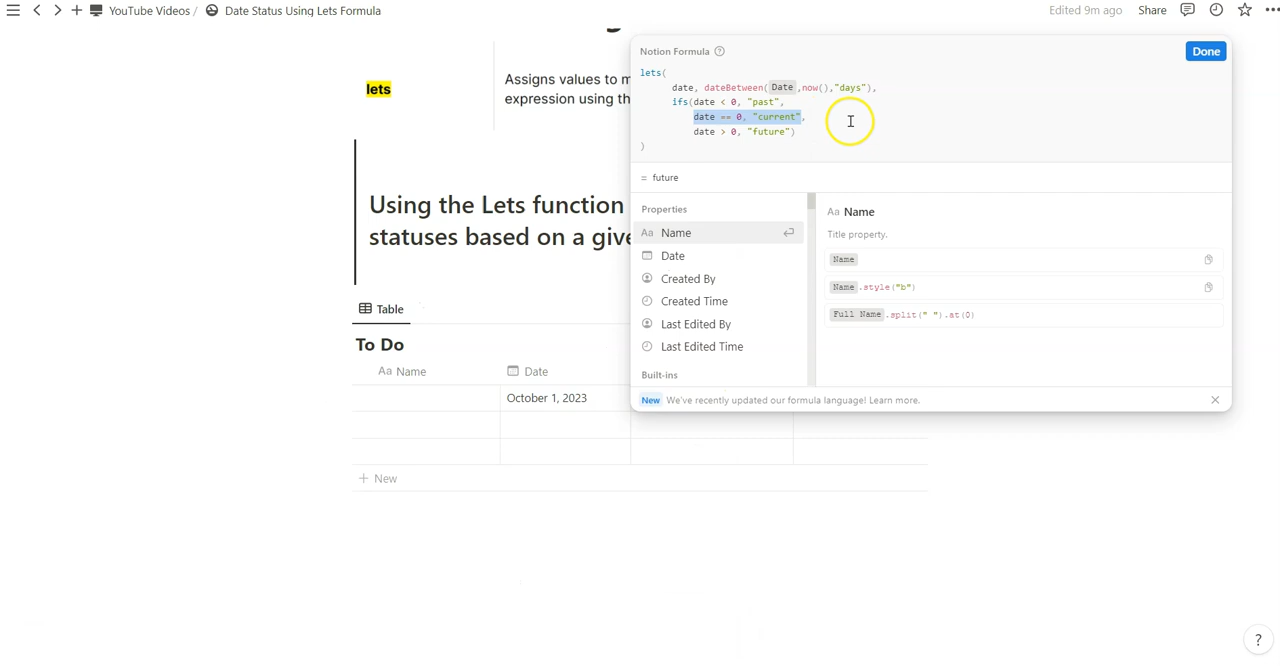 YouTube Videos / Date Status Using Lets Formula
Edited 9m ago Share
lets
Assigns values to m
expression using th
Using the Lets function
statuses based on a give
Table
To Do
Aa Name Date
October 1, 2023
+ New
Notion Formula
Done
lets(
date, dateBetween(Date,now(),"days"),
ifs(date < 0, "past",
date == 0, "current",
date > 0, "future")
)
= future
Properties
Aa Name
Date
Created By
Created Time
Last Edited By
Last Edited Time
Built-ins
Aa Name
Title property.
Name
Name.style("b")
Full Name.split(" ").at(0)
New We've recently updated our formula language! Learn more.
?